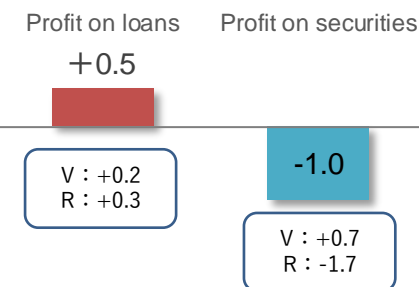 Profit on loans
Profit on securities
＋0.5
-1.0
V：+0.2
R：+0.3
V：+0.7
R：-1.7